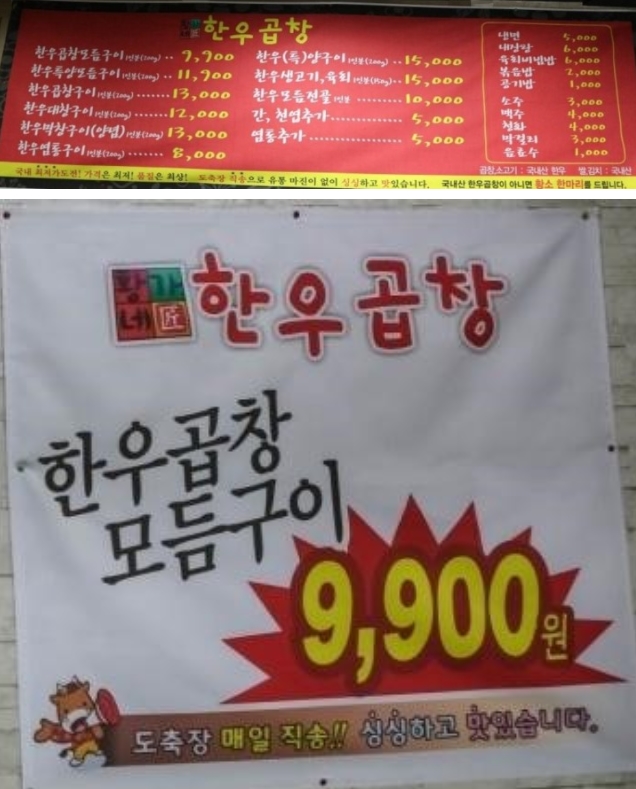 한우곱창
한우곱창모듬구이 1인분(200g) ·· 9,900
한우특양모듬구이 1인분(200g) ·· 11,900
한우곱창구이 1인분(200g) ······ 13,000
한우대창구이 1인분(200g) ······ 12,000
한우막창구이(양념) 1인분(200g) 13,000
한우염통구이 1인분(200g) ······· 8,000
한우(특)양구이 1인분(200g) ·· 15,000
한우생고기,육회 1인분(150g) ·· 15,000
한우모듬전골 1인분 ········· 10,000
간, 천엽추가 ············· 5,000
염통추가 ················ 5,000
냉면 5,000
내장탕 6,000
육회비빔밥 6,000
볶음밥 2,000
공기밥 1,000
소주 3,000
맥주 4,000
청하 4,000
막걸리 3,000
음료수 1,000
곱창,소고기 : 국내산 한우 쌀,김치 : 국내산
국내 최저가도전! 가격은 최저! 품질은 최상! 도축장 직송으로 유통 마진이 없이 싱싱하고 맛있습니다. 국내산 한우곱창이 아니면 황소 한마리를 드립니다.
황가네 한우곱창
한우곱창
모듬구이
9,900원
도축장 매일 직송!! 싱싱하고 맛있습니다.